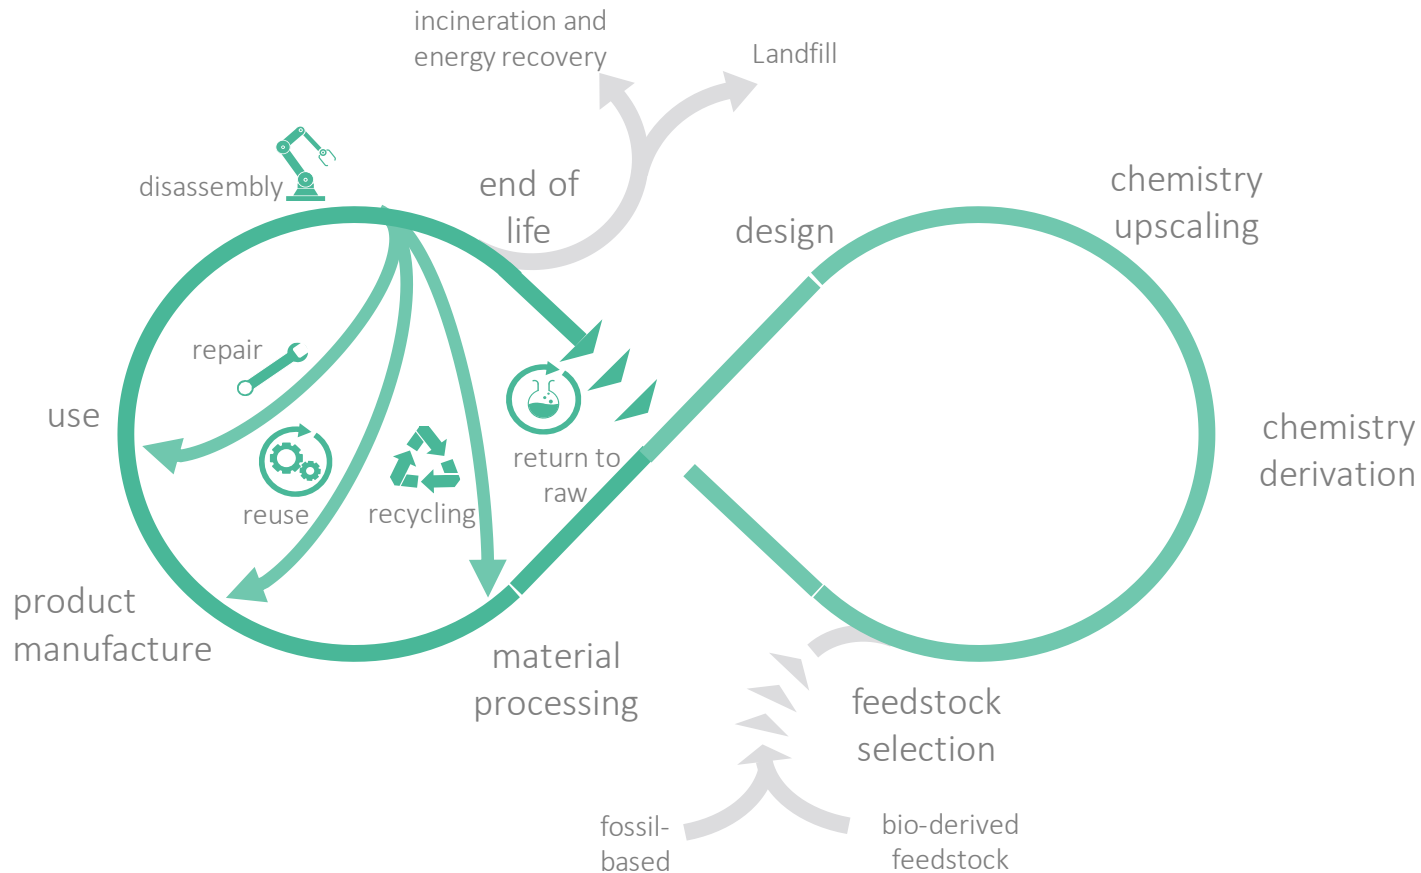 incineration and
energy recovery
Landfill
disassembly
end of
life
design
chemistry
upscaling
repair
use
reuse
recycling
return to
raw
chemistry
derivation
product
manufacture
material
processing
feedstock
selection
fossil-
based
bio-derived
feedstock